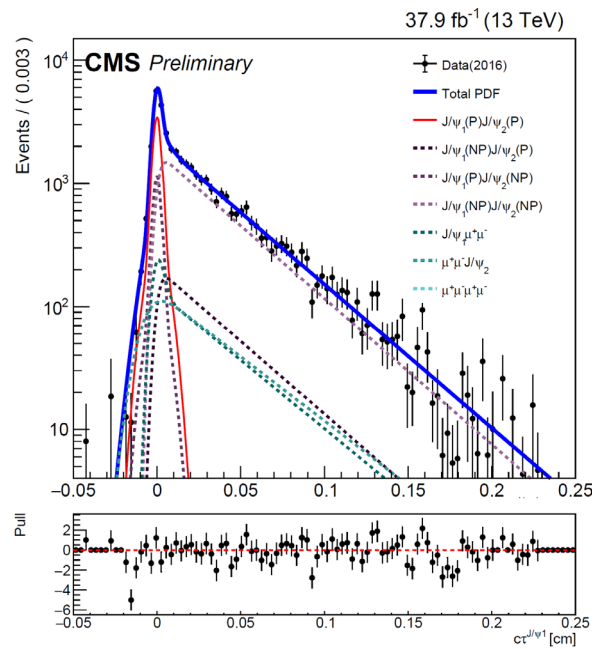 37.9 fb⁻¹ (13 TeV)
CMS Preliminary
Events / ( 0.003 )
10⁴
10³
10²
10
Data(2016)
Total PDF
J/ψ₁(P)J/ψ₂(P)
J/ψ₁(NP)J/ψ₂(P)
J/ψ₁(P)J/ψ₂(NP)
J/ψ₁(NP)J/ψ₂(NP)
J/ψ₁μ⁺μ⁻
μ⁺μ⁻J/ψ₂
μ⁺μ⁻μ⁺μ⁻
−0.05 0 0.05 0.1 0.15 0.2 0.25
Pull
2
0
−2
−4
−6
−0.05 0 0.05 0.1 0.15 0.2 0.25
cτ^J/ψ1 [cm]